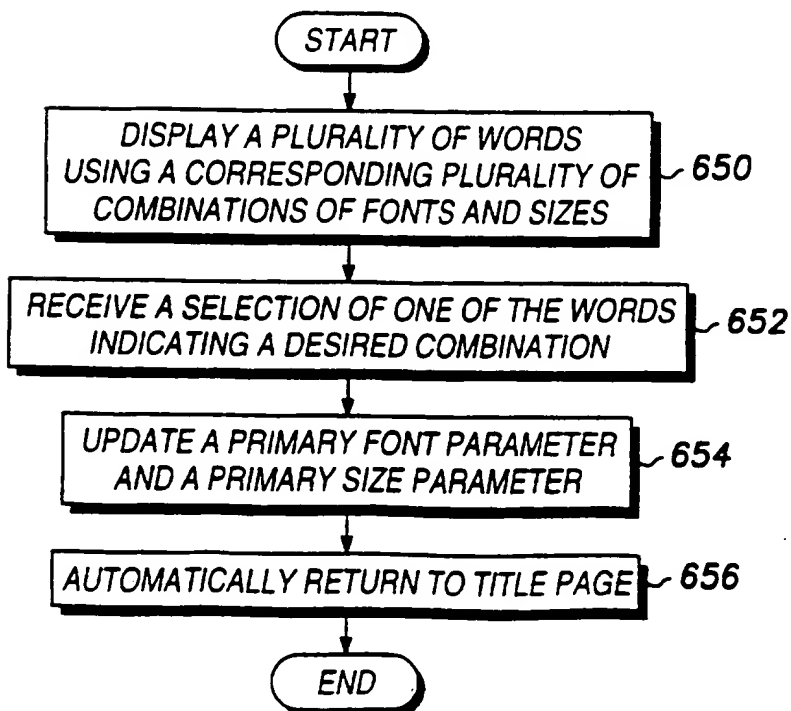 START
DISPLAY A PLURALITY OF WORDS
USING A CORRESPONDING PLURALITY OF
COMBINATIONS OF FONTS AND SIZES
650
RECEIVE A SELECTION OF ONE OF THE WORDS
INDICATING A DESIRED COMBINATION
652
UPDATE A PRIMARY FONT PARAMETER
AND A PRIMARY SIZE PARAMETER
654
AUTOMATICALLY RETURN TO TITLE PAGE
656
END